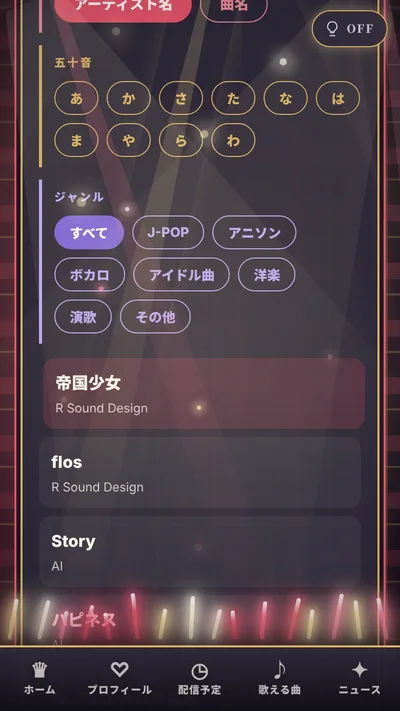 アーティスト名 曲名
OFF
五十音
あ か さ た な は
ま や ら わ
ジャンル
すべて J-POP アニソン
ボカロ アイドル曲 洋楽
演歌 その他
帝国少女
R Sound Design
flos
R Sound Design
Story
AI
ハピネス
AI
ホーム プロフィール 配信予定 歌える曲 ニュース